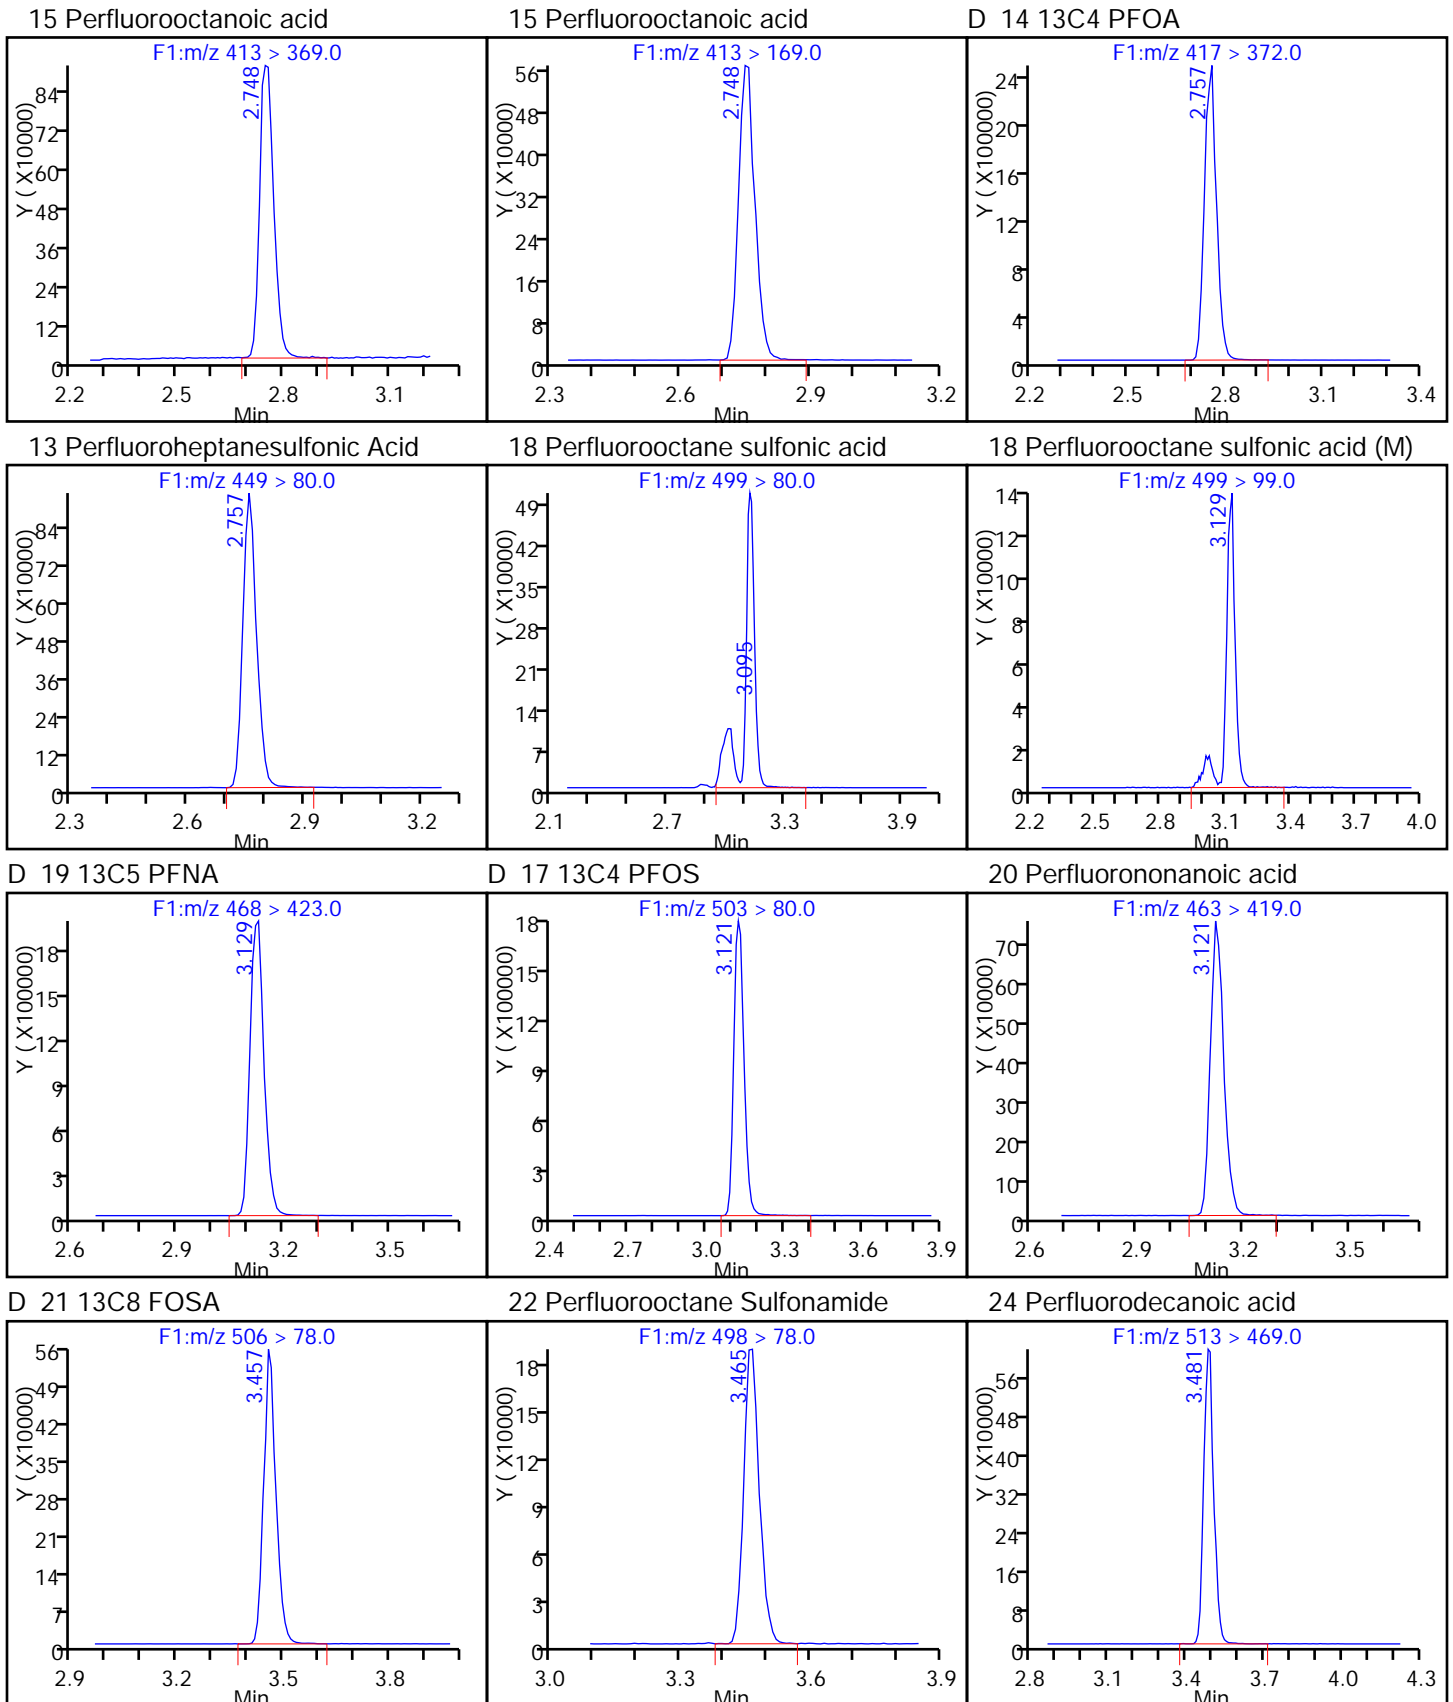 15 Perfluorooctanoic acid
F1:m/z 413 > 369.0
2.748
Y ( X10000)
84
72
60
48
36
24
12
0
2.2 2.5 2.8 3.1
Min
15 Perfluorooctanoic acid
F1:m/z 413 > 169.0
2.748
Y ( X10000)
56
48
40
32
24
16
8
0
2.3 2.6 2.9 3.2
Min
D 14 13C4 PFOA
F1:m/z 417 > 372.0
2.757
Y ( X100000)
24
20
16
12
8
4
0
2.2 2.5 2.8 3.1 3.4
Min
13 Perfluoroheptanesulfonic Acid
F1:m/z 449 > 80.0
2.757
Y ( X10000)
84
72
60
48
36
24
12
0
2.3 2.6 2.9 3.2
Min
18 Perfluorooctane sulfonic acid
F1:m/z 499 > 80.0
3.095
Y ( X10000)
49
42
35
28
21
14
7
0
2.1 2.7 3.3 3.9
Min
18 Perfluorooctane sulfonic acid (M)
F1:m/z 499 > 99.0
3.129
Y ( X10000)
14
12
10
8
6
4
2
0
2.2 2.5 2.8 3.1 3.4 3.7 4.0
Min
D 19 13C5 PFNA
F1:m/z 468 > 423.0
3.129
Y ( X100000)
18
15
12
9
6
3
0
2.6 2.9 3.2 3.5
Min
D 17 13C4 PFOS
F1:m/z 503 > 80.0
3.121
Y ( X100000)
18
15
12
9
6
3
0
2.4 2.7 3.0 3.3 3.6 3.9
Min
20 Perfluorononanoic acid
F1:m/z 463 > 419.0
3.121
Y ( X10000)
70
60
50
40
30
20
10
0
2.6 2.9 3.2 3.5
Min
D 21 13C8 FOSA
F1:m/z 506 > 78.0
3.457
Y ( X10000)
56
49
42
35
28
21
14
7
0
2.9 3.2 3.5 3.8
Min
22 Perfluorooctane Sulfonamide
F1:m/z 498 > 78.0
3.465
Y ( X10000)
18
15
12
9
6
3
0
3.0 3.3 3.6 3.9
Min
24 Perfluorodecanoic acid
F1:m/z 513 > 469.0
3.481
Y ( X10000)
56
48
40
32
24
16
8
0
2.8 3.1 3.4 3.7 4.0 4.3
Min